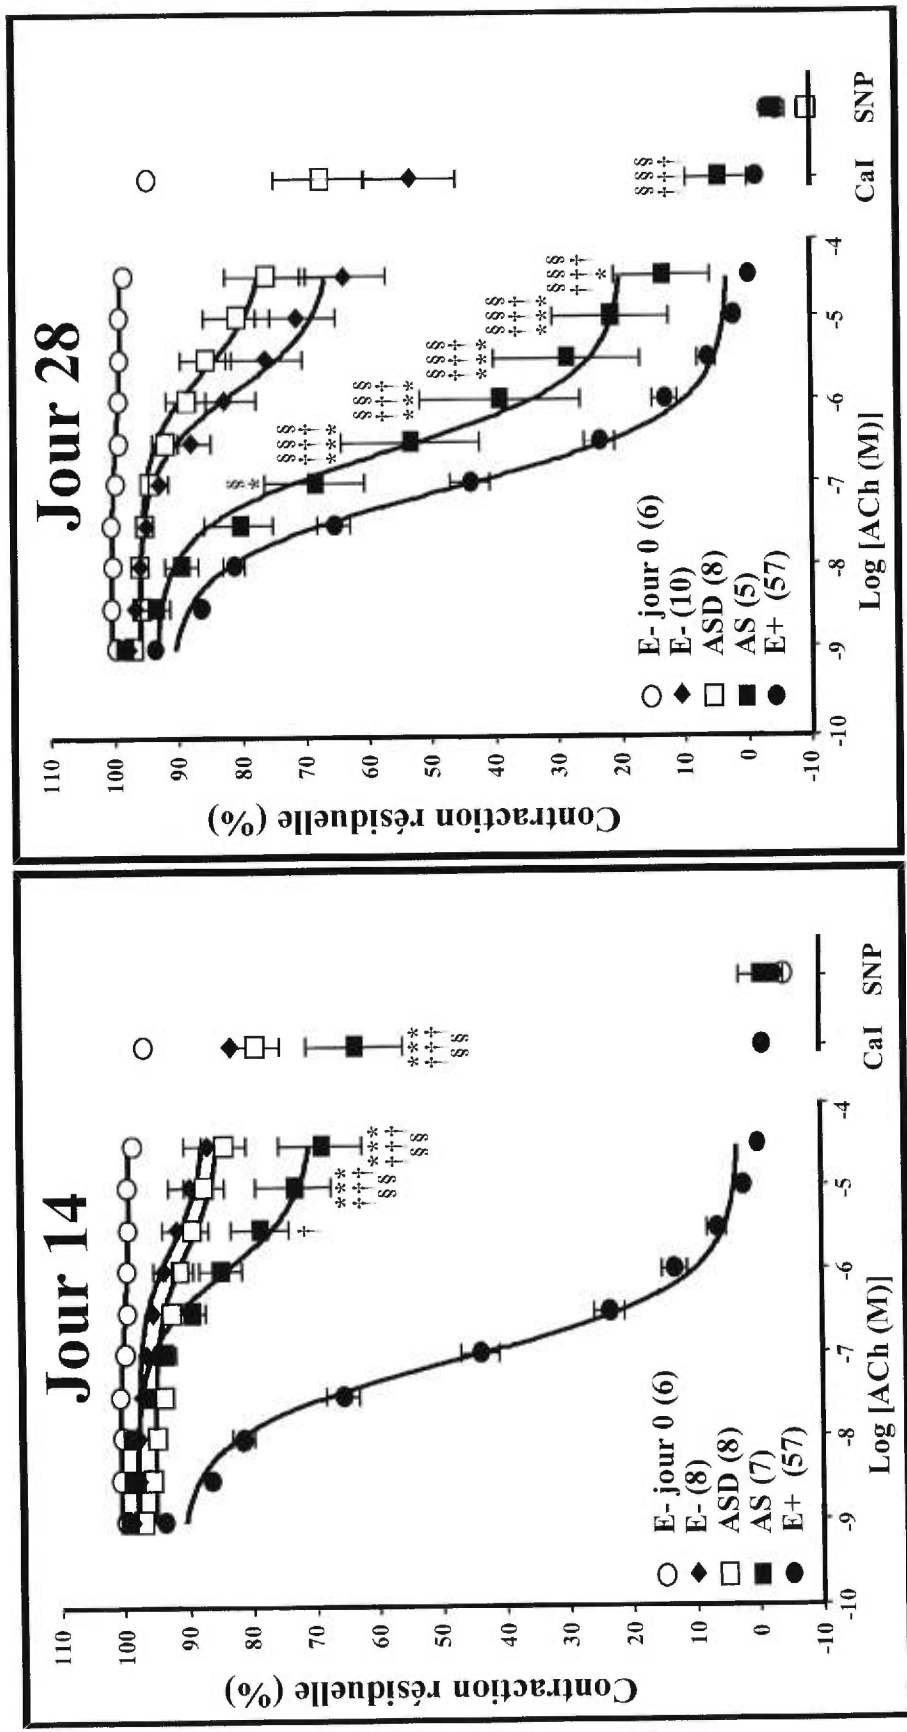 Jour 14
Contraction résiduelle (%)
110
100
90
80
70
60
50
40
30
20
10
0
-10
†
E- jour 0 (6)
E- (8)
ASD (8)
AS (7)
E+ (57)
-10 -9 -8 -7 -6 -5 -4
CaI SNP
Log [ACh (M)]
Jour 28
Contraction résiduelle (%)
110
100
90
80
70
60
50
40
30
20
10
0
-10
E- jour 0 (6)
E- (10)
ASD (8)
AS (5)
E+ (57)
-10 -9 -8 -7 -6 -5 -4
CaI SNP
Log [ACh (M)]